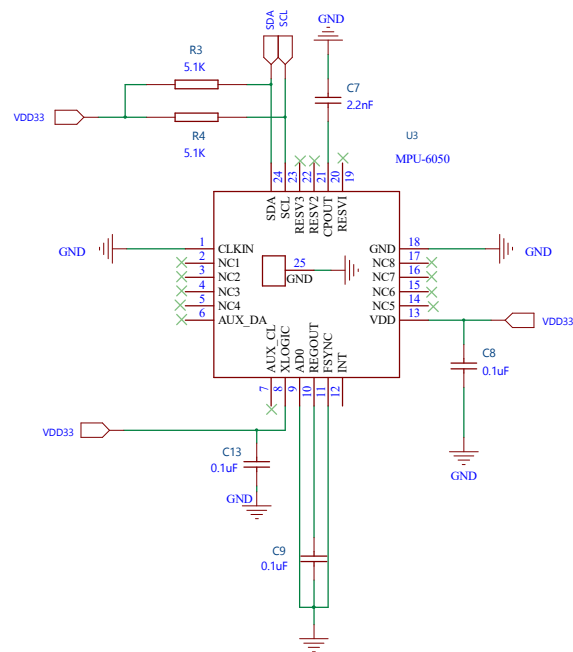 SDA
SCL
GND
R3
5.1K
C7
2.2nF
VDD33
R4
5.1K
U3
MPU-6050
24
23
22
21
20
19
SDA
SCL
RESV3
RESV2
CPOUT
RESVI
GND
1
CLKIN
2
NC1
3
NC2
4
NC3
5
NC4
6
AUX_DA
25
GND
GND
18
GND
NC8
17
NC7
16
NC6
15
NC5
14
VDD
13
VDD33
AUX_CL
XLOGIC
AD0
REGOUT
FSYNC
INT
7
8
9
10
11
12
C8
0.1uF
VDD33
C13
0.1uF
GND
GND
C9
0.1uF